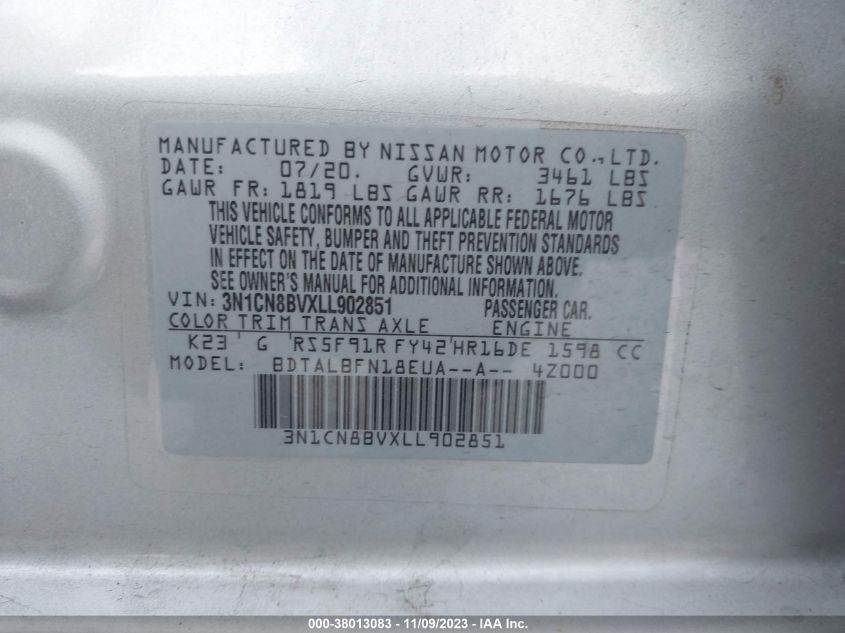 MANUFACTURED BY NISSAN MOTOR CO., LTD.
DATE: 07/20. GVWR: 3461 LBS
GAWR FR: 1819 LBS GAWR RR: 1676 LBS
THIS VEHICLE CONFORMS TO ALL APPLICABLE FEDERAL MOTOR
VEHICLE SAFETY, BUMPER AND THEFT PREVENTION STANDARDS
IN EFFECT ON THE DATE OF MANUFACTURE SHOWN ABOVE.
SEE OWNER'S MANUAL FOR ADDITIONAL INFORMATION.
VIN: 3N1CN8BVXLL902851 PASSENGER CAR.
COLOR TRIM TRANS AXLE ENGINE
K23 ' G 'RS5F91R FY42'HR16DE 1598 CC
MODEL: BDTALBFN18EUA--A-- 4Z000
3N1CN8BVXLL902851
000-38013083 - 11/09/2023 - IAA Inc.